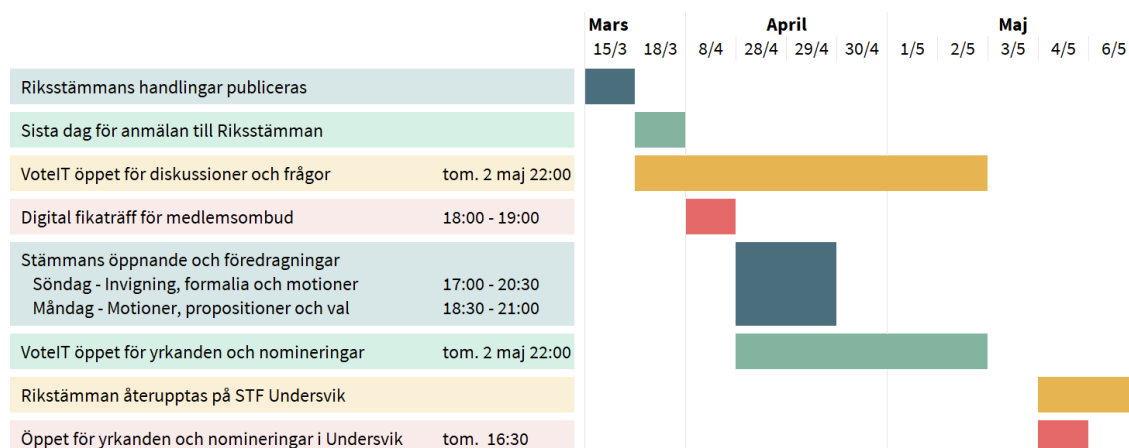 Mars April Maj
15/3 18/3 8/4 28/4 29/4 30/4 1/5 2/5 3/5 4/5 6/5
Riksstämmans handlingar publiceras
Sista dag för anmälan till Riksstämman
VoteIT öppet för diskussioner och frågor tom. 2 maj 22:00
Digital fikaträff för medlemsombud 18:00 - 19:00
Stämmans öppnande och föredragningar
Söndag - Invigning, formalia och motioner 17:00 - 20:30
Måndag - Motioner, propositioner och val 18:30 - 21:00
VoteIT öppet för yrkanden och nomineringar tom. 2 maj 22:00
Rikstämman återupptas på STF Undersvik
Öppet för yrkanden och nomineringar i Undersvik tom. 16:30